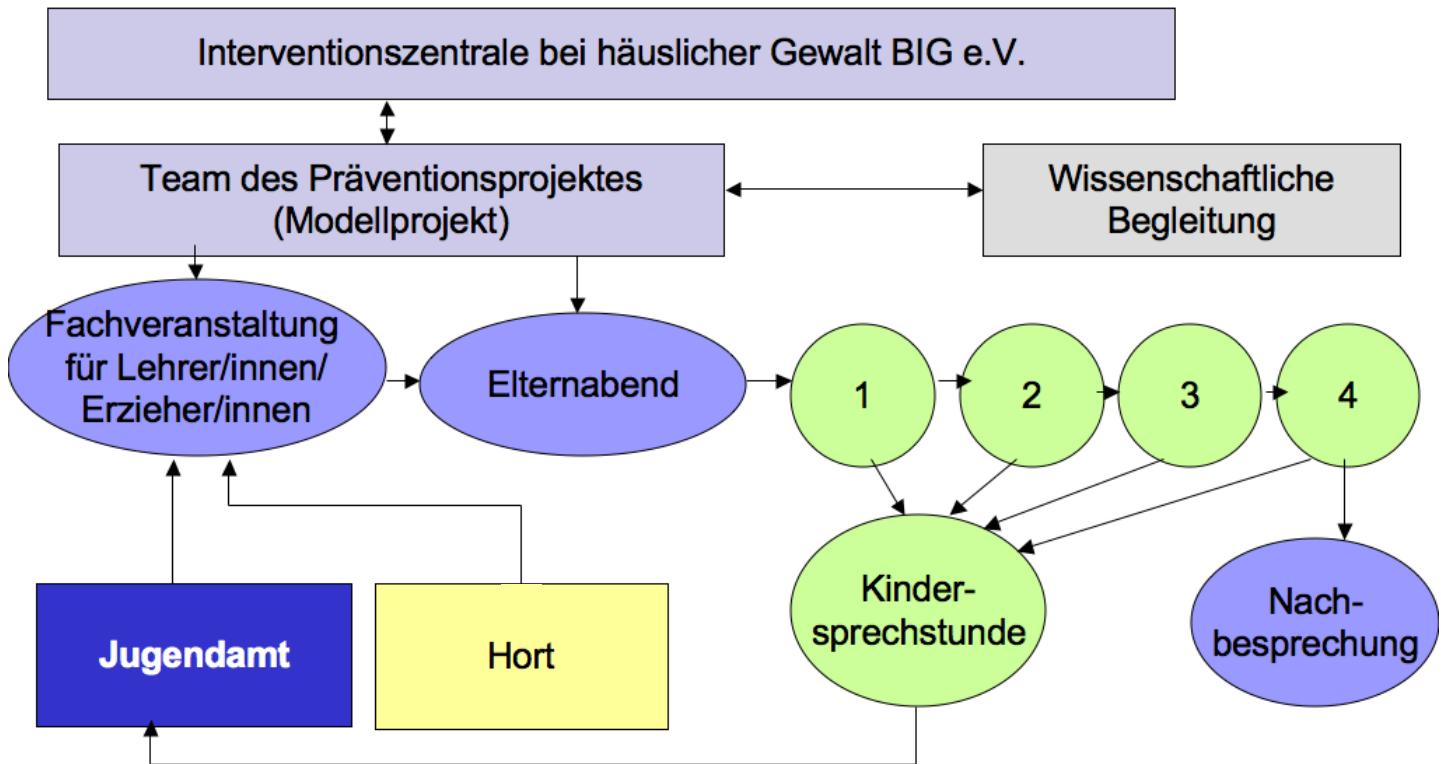 Interventionszentrale bei häuslicher Gewalt BIG e.V.
Team des Präventionsprojektes
(Modellprojekt)
Wissenschaftliche
Begleitung
Fachveranstaltung
für Lehrer/innen/
Erzieher/innen
Elternabend
1
2
3
4
Jugendamt
Hort
Kinder-
sprechstunde
Nach-
besprechung